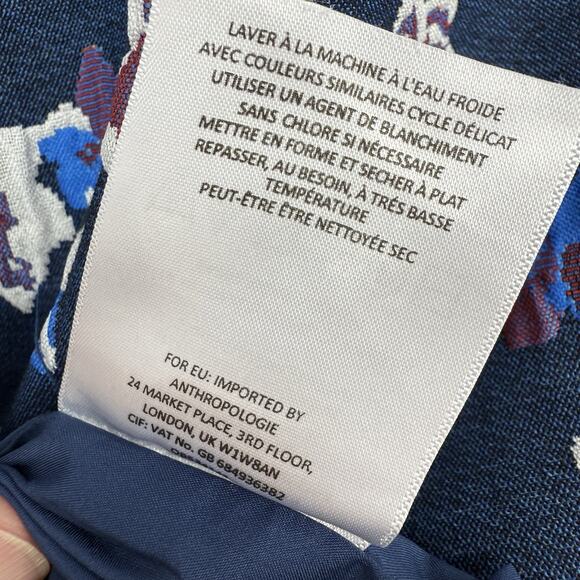 LAVER À LA MACHINE À L'EAU FROIDE
AVEC COULEURS SIMILAIRES CYCLE DÉLICAT
UTILISER UN AGENT DE BLANCHIMENT
SANS CHLORE SI NÉCESSAIRE
METTRE EN FORME ET SECHER À PLAT
REPASSER, AU BESOIN, À TRÈS BASSE
TEMPÉRATURE
PEUT-ÊTRE ÊTRE NETTOYÉE SEC
FOR EU: IMPORTED BY
ANTHROPOLOGIE
24 MARKET PLACE, 3RD FLOOR,
LONDON, UK W1W8AN
CIF: VAT No. GB 684936382